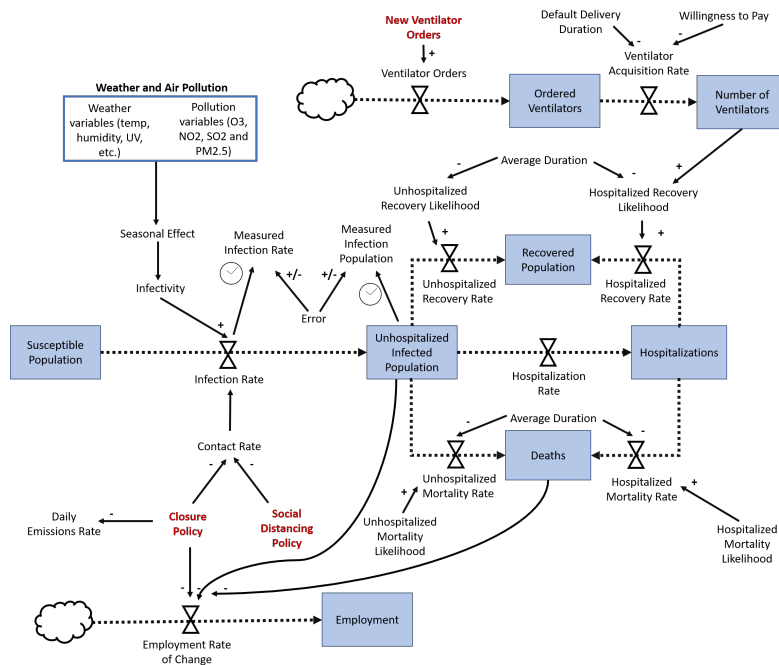 New Ventilator
Orders
Default Delivery
Duration
Willingness to Pay
-
-
+
Ventilator Orders
Ventilator
Acquisition Rate
Ordered
Ventilators
Number of
Ventilators
Weather and Air Pollution
Weather
variables (temp,
humidity, UV,
etc.)
Pollution
variables (O3,
NO2, SO2 and
PM2.5)
Average Duration
-
-
+
Unhospitalized
Recovery Likelihood
Hospitalized Recovery
Likelihood
+
+
Seasonal Effect
Measured
Infection Rate
Measured
Infection
Population
Recovered
Population
Unhospitalized
Recovery Rate
Hospitalized
Recovery Rate
Infectivity
+/-
+/-
Error
+
Susceptible
Population
Infection Rate
Unhospitalized
Infected
Population
Hospitalization
Rate
Hospitalizations
Average Duration
-
-
Contact Rate
-
-
Deaths
Unhospitalized
Mortality Rate
Hospitalized
Mortality Rate
+
+
Daily
Emissions Rate
-
Closure
Policy
Social
Distancing
Policy
Unhospitalized
Mortality
Likelihood
Hospitalized
Mortality
Likelihood
-
-
-
Employment
Employment Rate
of Change